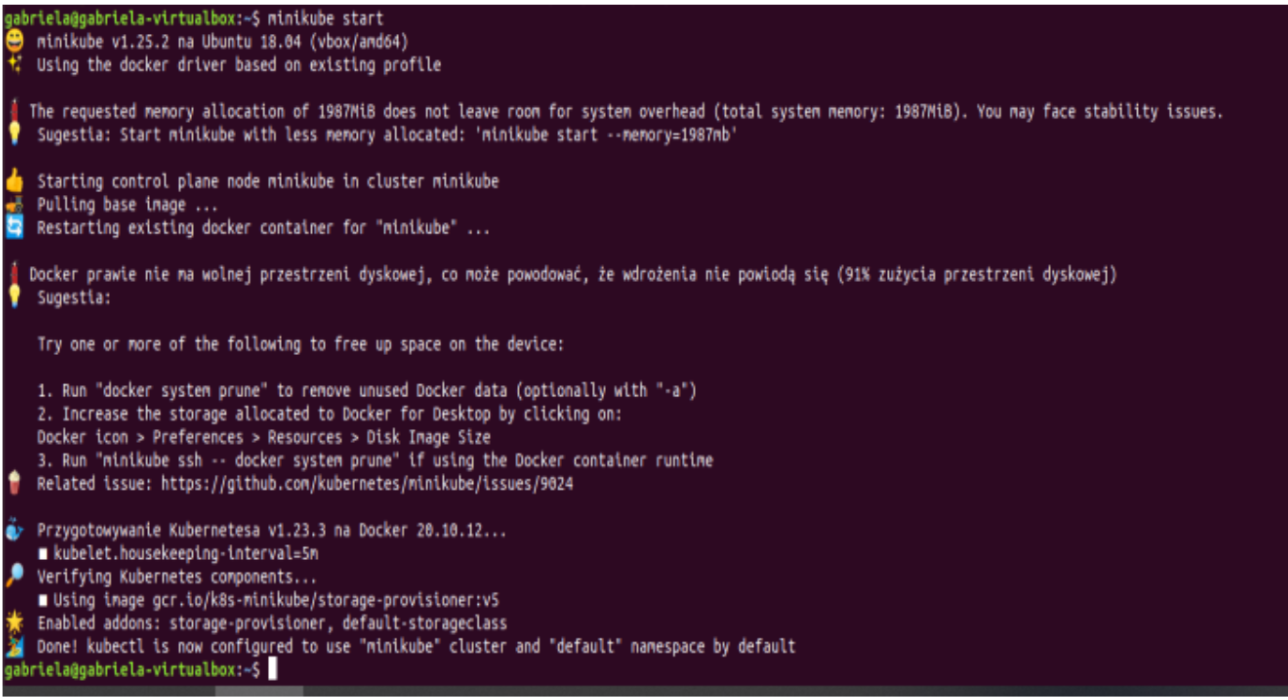 gabriela@gabriela-virtualbox:~$ minikube start
minikube v1.25.2 na Ubuntu 18.04 (vbox/amd64)
Using the docker driver based on existing profile
The requested memory allocation of 1987MiB does not leave room for system overhead (total system memory: 1987MiB). You may face stability issues.
Sugestia: Start minikube with less memory allocated: 'minikube start --memory=1987mb'
Starting control plane node minikube in cluster minikube
Pulling base image ...
Restarting existing docker container for "minikube" ...
Docker prawie nie ma wolnej przestrzeni dyskowej, co może powodować, że wdrożenia nie powiodą się (91% zużycia przestrzeni dyskowej)
Sugestia:
Try one or more of the following to free up space on the device:
1. Run "docker system prune" to remove unused Docker data (optionally with "-a")
2. Increase the storage allocated to Docker for Desktop by clicking on:
Docker icon > Preferences > Resources > Disk Image Size
3. Run "minikube ssh -- docker system prune" if using the Docker container runtime
Related issue: https://github.com/kubernetes/minikube/issues/9024
Przygotowywanie Kubernetesa v1.23.3 na Docker 20.10.12...
▪ kubelet.housekeeping-interval=5m
Verifying Kubernetes components...
▪ Using image gcr.io/k8s-minikube/storage-provisioner:v5
Enabled addons: storage-provisioner, default-storageclass
Done! kubectl is now configured to use "minikube" cluster and "default" namespace by default
gabriela@gabriela-virtualbox:~$